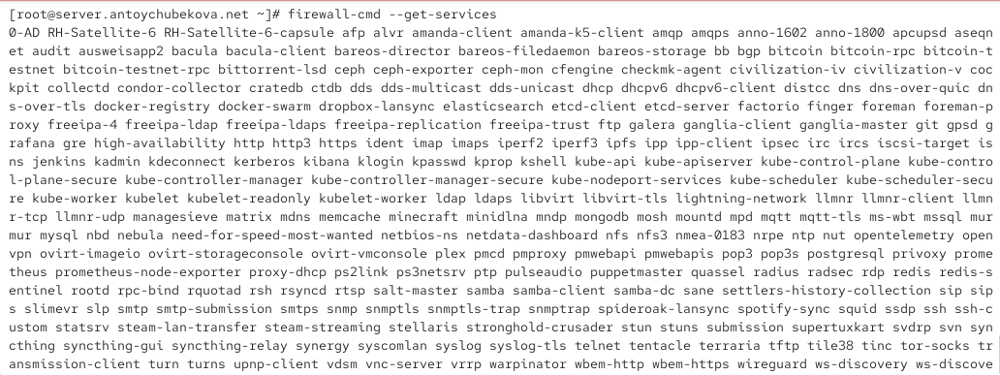 [root@server.antoychubekova.net ~]# firewall-cmd --get-services
0-AD RH-Satellite-6 RH-Satellite-6-capsule afp alvr amanda-client amanda-k5-client amqp amqps anno-1602 anno-1800 apcupsd aseqn
et audit ausweisapp2 bacula bacula-client bareos-director bareos-filedaemon bareos-storage bb bgp bitcoin bitcoin-rpc bitcoin-t
estnet bitcoin-testnet-rpc bittorrent-lsd ceph ceph-exporter ceph-mon cfengine checkmk-agent civilization-iv civilization-v coc
kpit collectd condor-collector cratedb ctdb dds dds-multicast dds-unicast dhcp dhcpv6 dhcpv6-client distcc dns dns-over-quic dn
s-over-tls docker-registry docker-swarm dropbox-lansync elasticsearch etcd-client etcd-server factorio finger foreman foreman-p
roxy freeipa-4 freeipa-ldap freeipa-ldaps freeipa-replication freeipa-trust ftp galera ganglia-client ganglia-master git gpsd g
rafana gre high-availability http http3 https ident imap imaps iperf2 iperf3 ipfs ipp ipp-client ipsec irc ircs iscsi-target is
ns jenkins kadmin kdeconnect kerberos kibana klogin kpasswd kprop kshell kube-api kube-apiserver kube-control-plane kube-contro
l-plane-secure kube-controller-manager kube-controller-manager-secure kube-nodeport-services kube-scheduler kube-scheduler-secu
re kube-worker kubelet kubelet-readonly kubelet-worker ldap ldaps libvirt libvirt-tls lightning-network llmnr llmnr-client llmn
r-tcp llmnr-udp managesieve matrix mdns memcache minecraft minidlna mndp mongodb mosh mountd mpd mqtt mqtt-tls ms-wbt mssql mur
mur mysql nbd nebula need-for-speed-most-wanted netbios-ns netdata-dashboard nfs nfs3 nmea-0183 nrpe ntp nut opentelemetry open
vpn ovirt-imageio ovirt-storageconsole ovirt-vmconsole plex pmcd pmproxy pmwebapi pmwebapis pop3 pop3s postgresql privoxy prome
theus prometheus-node-exporter proxy-dhcp ps2link ps3netsrv ptp pulseaudio puppetmaster quassel radius radsec rdp redis redis-s
entinel rootd rpc-bind rquotad rsh rsyncd rtsp salt-master samba samba-client samba-dc sane settlers-history-collection sip sip
s slimevr slp smtp smtp-submission smtps snmp snmptls snmptls-trap snmptrap spideroak-lansync spotify-sync squid ssdp ssh ssh-c
ustom statsrv steam-lan-transfer steam-streaming stellaris stronghold-crusader stun stuns submission supertuxkart svdrp svn syn
cthing syncthing-gui syncthing-relay synergy syscomlan syslog syslog-tls telnet tentacle terraria tftp tile38 tinc tor-socks tr
ansmission-client turn turns upnp-client vdsm vnc-server vrrp warpinator wbem-http wbem-https wireguard ws-discovery ws-discove